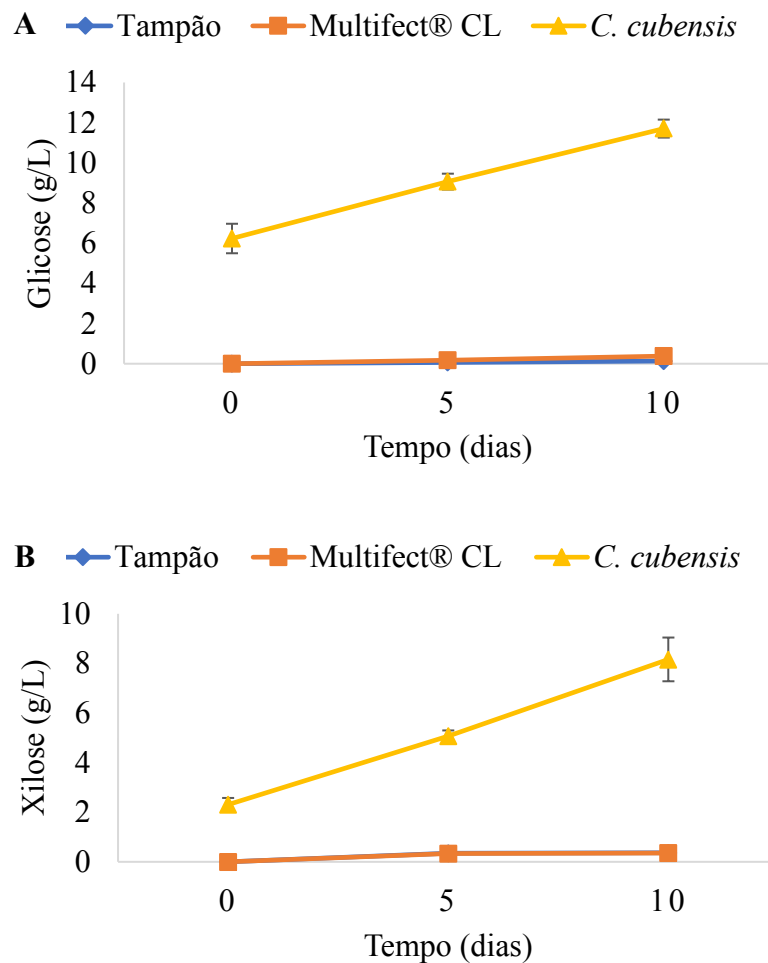 A Tampão Multifect® CL C. cubensis
14
12
10
8
6
4
2
0
Glicose (g/L)
0 5 10
Tempo (dias)
B Tampão Multifect® CL C. cubensis
10
8
6
4
2
0
Xilose (g/L)
0 5 10
Tempo (dias)